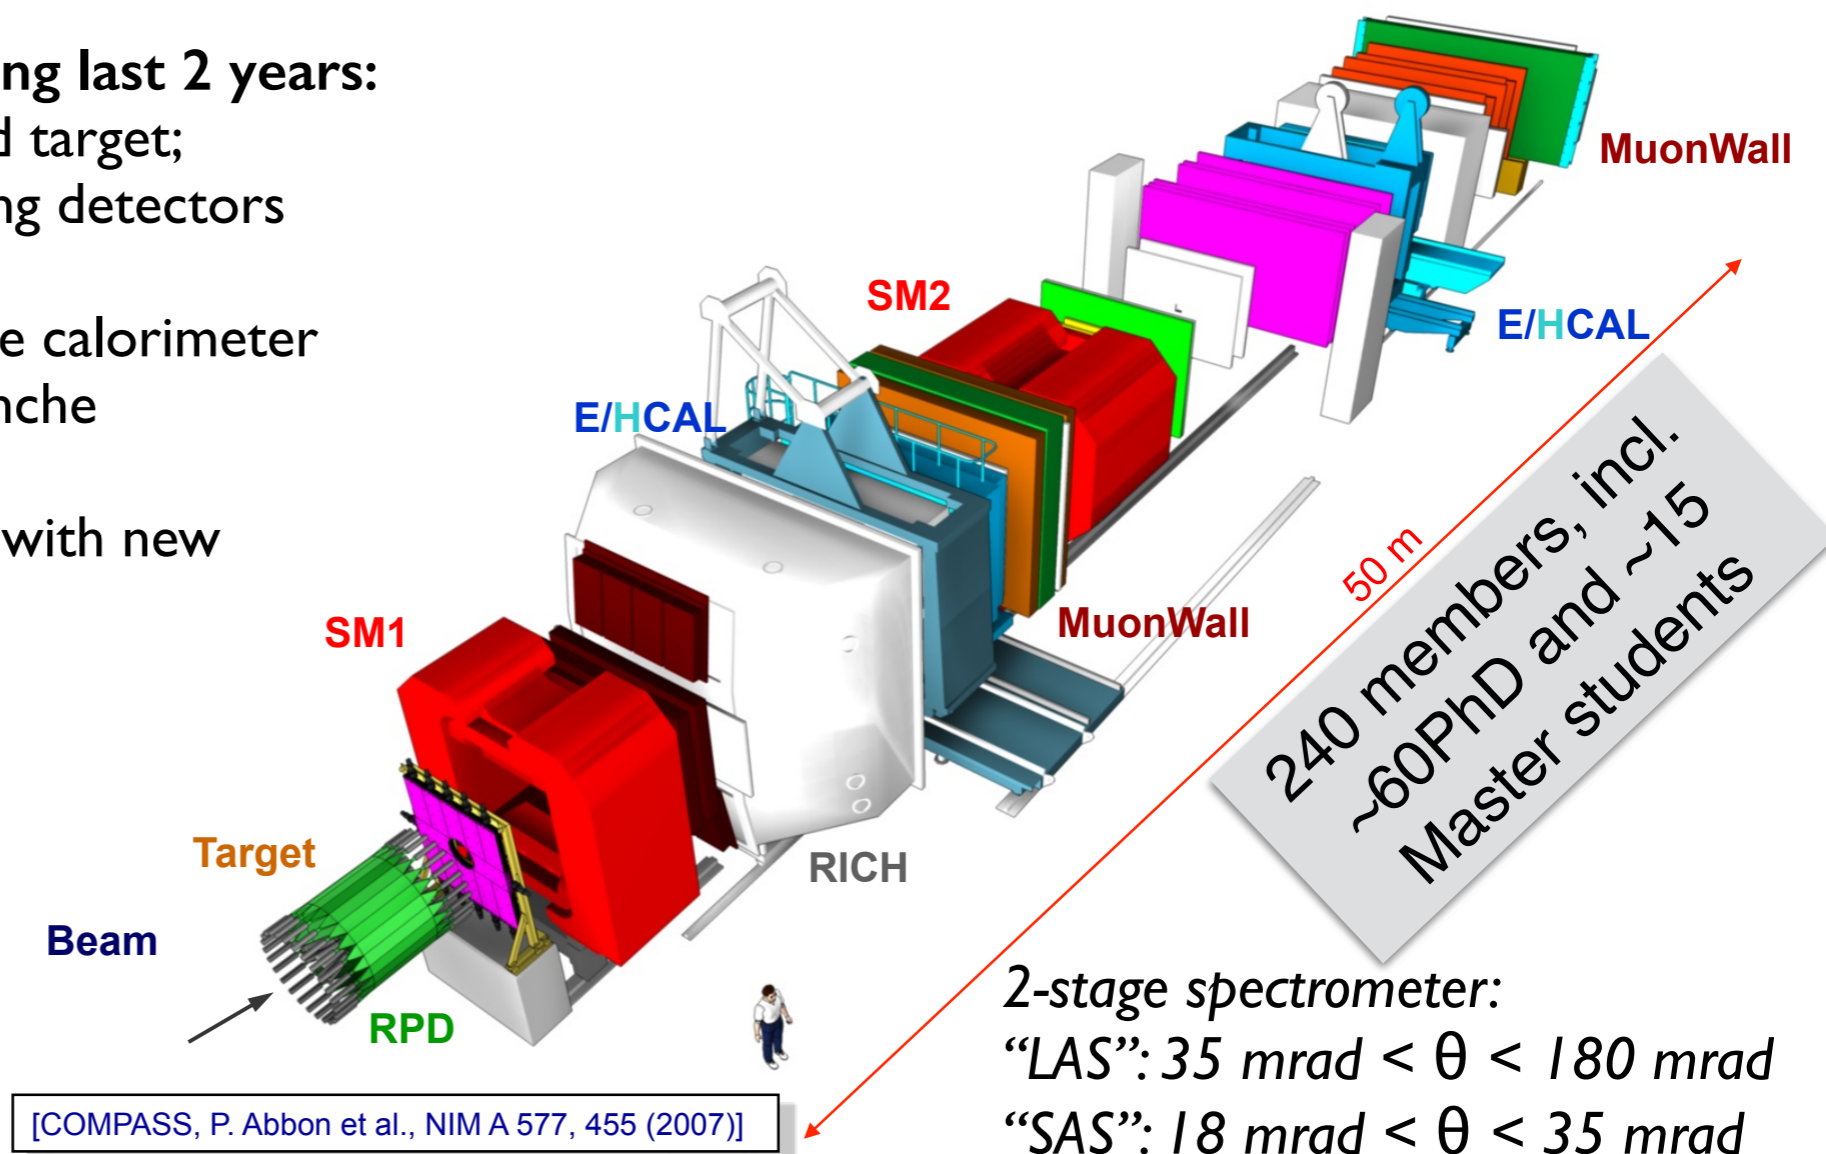 ng last 2 years:
d target;
ng detectors
e calorimeter
nche
with new
MuonWall
SM2
E/HCAL
E/HCAL
SM1
MuonWall
50 m
240 members, incl.
~60PhD and ~15
Master students
Target
RICH
Beam
RPD
2-stage spectrometer:
“LAS”: 35 mrad < θ < 180 mrad
“SAS”: 18 mrad < θ < 35 mrad
[COMPASS, P. Abbon et al., NIM A 577, 455 (2007)]